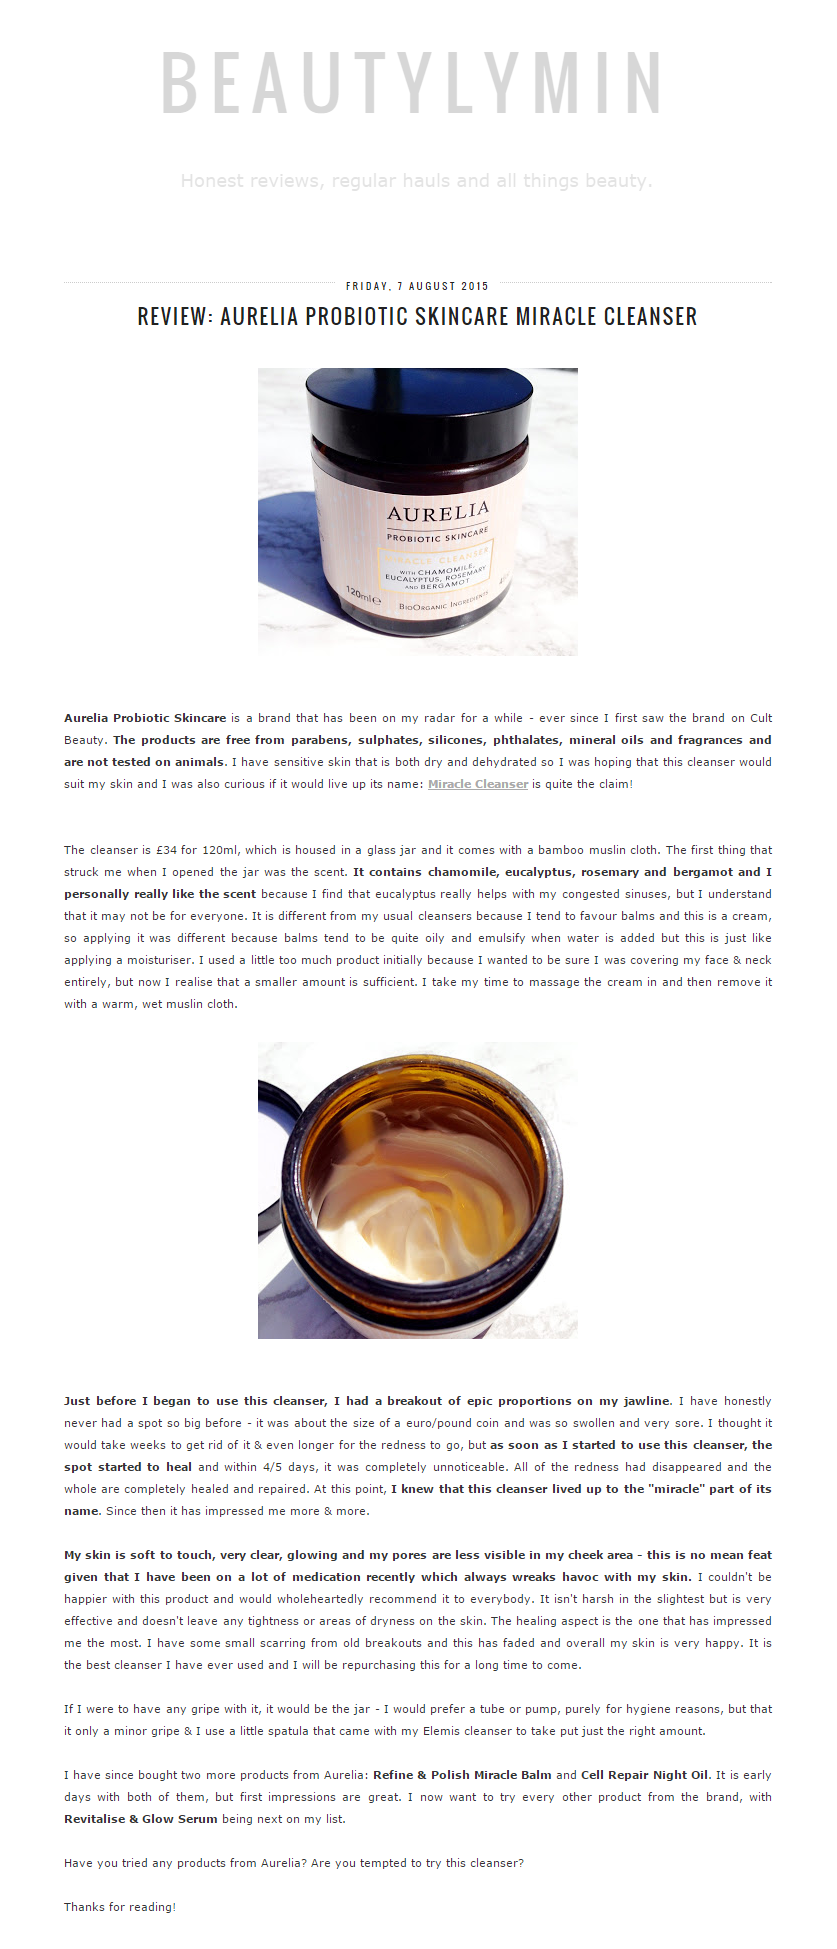 BEAUTYLYMIN
Honest reviews, regular hauls and all things beauty.
FRIDAY, 7 AUGUST 2015
REVIEW: AURELIA PROBIOTIC SKINCARE MIRACLE CLEANSER
AURELIA
PROBIOTIC SKINCARE
MIRACLE CLEANSER
WITH CHAMOMILE,
EUCALYPTUS, ROSEMARY
AND BERGAMOT
120ml e
BIOORGANIC INGREDIENTS
Aurelia Probiotic Skincare is a brand that has been on my radar for a while - ever since I first saw the brand on Cult
Beauty. The products are free from parabens, sulphates, silicones, phthalates, mineral oils and fragrances and
are not tested on animals. I have sensitive skin that is both dry and dehydrated so I was hoping that this cleanser would
suit my skin and I was also curious if it would live up its name: Miracle Cleanser is quite the claim!
The cleanser is £34 for 120ml, which is housed in a glass jar and it comes with a bamboo muslin cloth. The first thing that
struck me when I opened the jar was the scent. It contains chamomile, eucalyptus, rosemary and bergamot and I
personally really like the scent because I find that eucalyptus really helps with my congested sinuses, but I understand
that it may not be for everyone. It is different from my usual cleansers because I tend to favour balms and this is a cream,
so applying it was different because balms tend to be quite oily and emulsify when water is added but this is just like
applying a moisturiser. I used a little too much product initially because I wanted to be sure I was covering my face & neck
entirely, but now I realise that a smaller amount is sufficient. I take my time to massage the cream in and then remove it
with a warm, wet muslin cloth.
Just before I began to use this cleanser, I had a breakout of epic proportions on my jawline. I have honestly
never had a spot so big before - it was about the size of a euro/pound coin and was so swollen and very sore. I thought it
would take weeks to get rid of it & even longer for the redness to go, but as soon as I started to use this cleanser, the
spot started to heal and within 4/5 days, it was completely unnoticeable. All of the redness had disappeared and the
whole are completely healed and repaired. At this point, I knew that this cleanser lived up to the "miracle" part of its
name. Since then it has impressed me more & more.
My skin is soft to touch, very clear, glowing and my pores are less visible in my cheek area - this is no mean feat
given that I have been on a lot of medication recently which always wreaks havoc with my skin. I couldn't be
happier with this product and would wholeheartedly recommend it to everybody. It isn't harsh in the slightest but is very
effective and doesn't leave any tightness or areas of dryness on the skin. The healing aspect is the one that has impressed
me the most. I have some small scarring from old breakouts and this has faded and overall my skin is very happy. It is
the best cleanser I have ever used and I will be repurchasing this for a long time to come.
If I were to have any gripe with it, it would be the jar - I would prefer a tube or pump, purely for hygiene reasons, but that
it only a minor gripe & I use a little spatula that came with my Elemis cleanser to take put just the right amount.
I have since bought two more products from Aurelia: Refine & Polish Miracle Balm and Cell Repair Night Oil. It is early
days with both of them, but first impressions are great. I now want to try every other product from the brand, with
Revitalise & Glow Serum being next on my list.
Have you tried any products from Aurelia? Are you tempted to try this cleanser?
Thanks for reading!